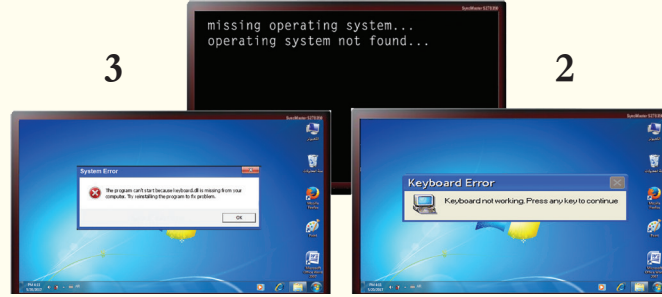 SyncMaster S27B350
missing operating system...
operating system not found...
3
2
System Error
The program can't start because keyboard.dll is missing from your
computer. Try reinstalling the program to fix problem.
OK
Keyboard Error
Keyboard not working. Press any key to continue